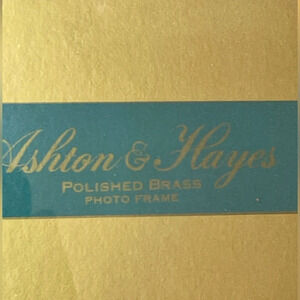 Ashton & Hayes
POLISHED BRASS
PHOTO FRAME